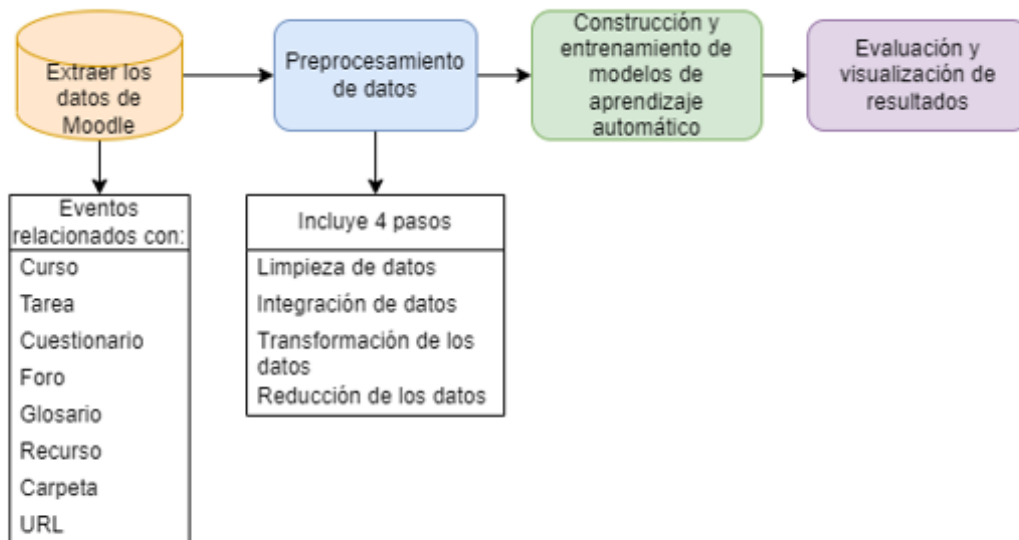 Extraer los
datos de
Moodle
Preprocesamiento
de datos
Construcción y
entrenamiento de
modelos de
aprendizaje
automático
Evaluación y
visualización de
resultados
Eventos
relacionados con:
Curso
Tarea
Cuestionario
Foro
Glosario
Recurso
Carpeta
URL
Incluye 4 pasos
Limpieza de datos
Integración de datos
Transformación de los
datos
Reducción de los datos